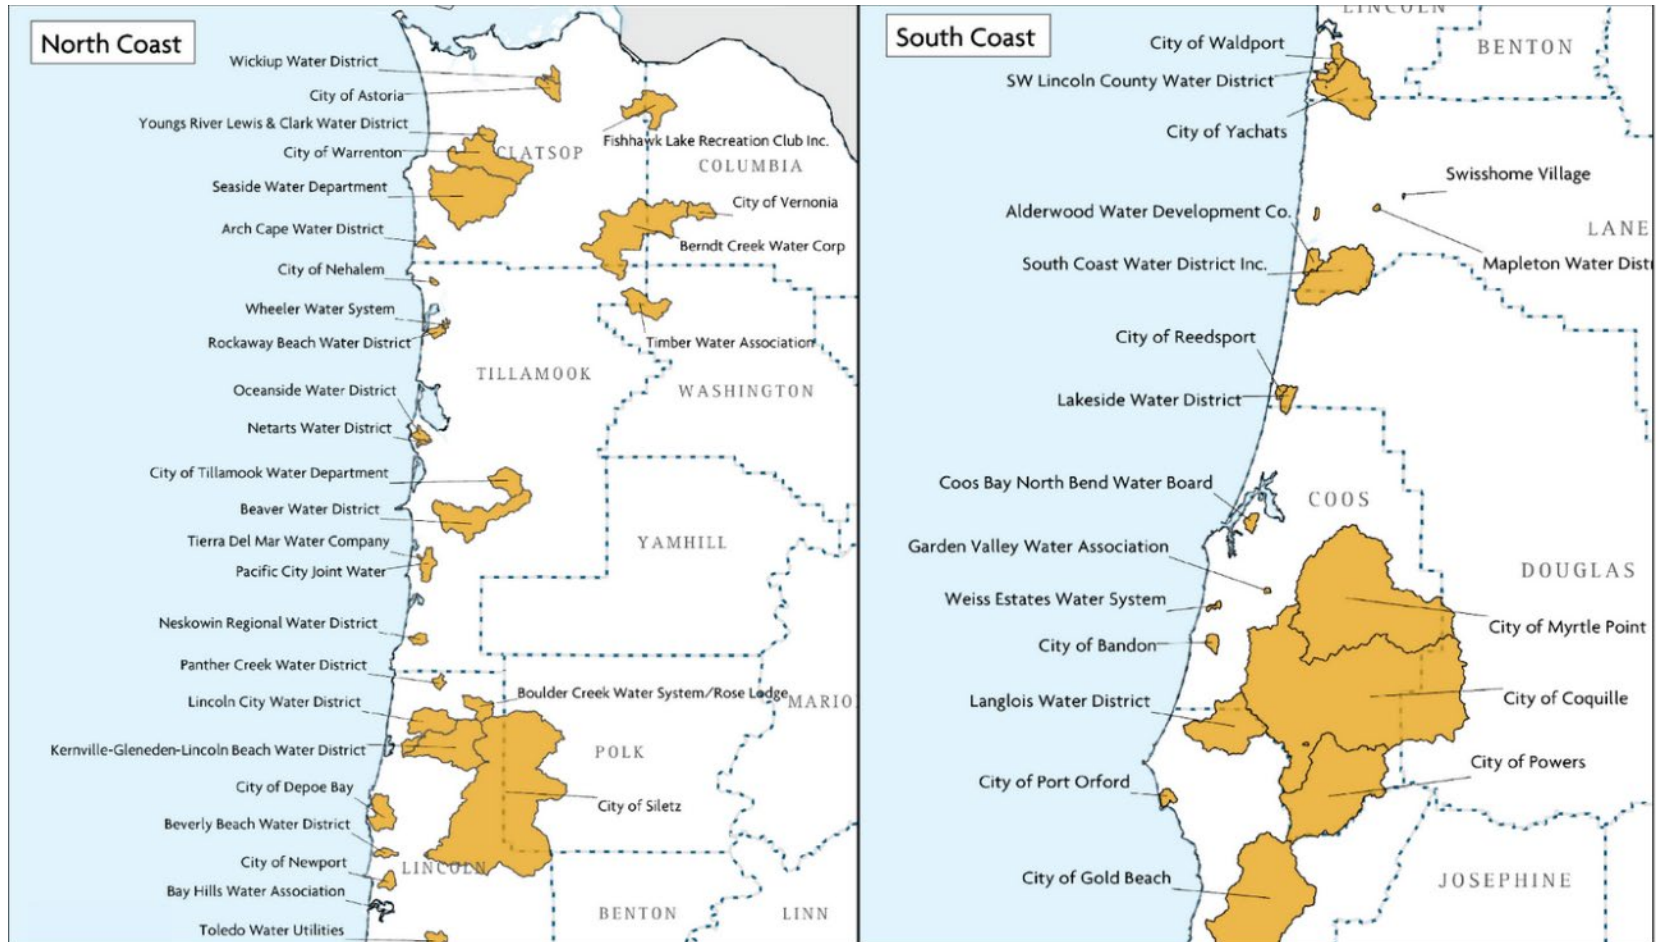 North Coast
Wickiup Water District
City of Astoria
Youngs River Lewis & Clark Water District
City of Warrenton
CLATSOP
Fishhawk Lake Recreation Club Inc.
COLUMBIA
Seaside Water Department
City of Vernonia
Arch Cape Water District
Berndt Creek Water Corp
City of Nehalem
Wheeler Water System
Rockaway Beach Water District
Timber Water Association
TILLAMOOK
WASHINGTON
Oceanside Water District
Netarts Water District
City of Tillamook Water Department
Beaver Water District
Tierra Del Mar Water Company
YAMHILL
Pacific City Joint Water
Neskowin Regional Water District
Panther Creek Water District
Boulder Creek Water System/Rose Lodge
Lincoln City Water District
MARIO
Kernville-Gleneden-Lincoln Beach Water District
POLK
City of Depoe Bay
City of Siletz
Beverly Beach Water District
City of Newport
LINCOLN
Bay Hills Water Association
BENTON
LINN
Toledo Water Utilities
South Coast
LINCOLN
City of Waldport
BENTON
SW Lincoln County Water District
City of Yachats
Swisshome Village
Alderwood Water Development Co.
LANE
South Coast Water District Inc.
Mapleton Water Distr
City of Reedsport
Lakeside Water District
Coos Bay North Bend Water Board
COOS
Garden Valley Water Association
DOUGLAS
Weiss Estates Water System
City of Myrtle Point
City of Bandon
Langlois Water District
City of Coquille
City of Powers
City of Port Orford
City of Gold Beach
JOSEPHINE